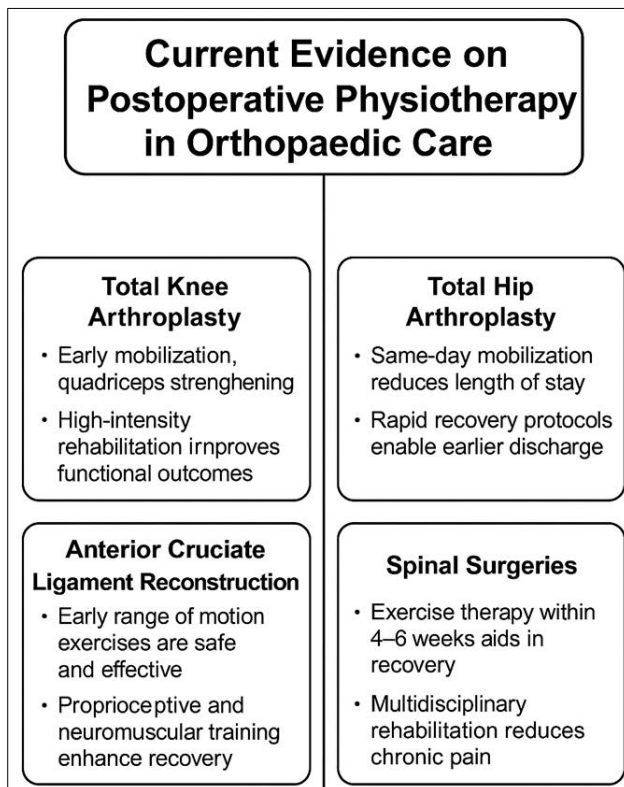 Current Evidence on
Postoperative Physiotherapy
in Orthopaedic Care
Total Knee
Arthroplasty
• Early mobilization,
quadriceps strenghening
• High-intensity
rehabilitation irnproves
functional outcomes
Total Hip
Arthroplasty
• Same-day mobilization
reduces length of stay
• Rapid recovery protocols
enable earlier discharge
Anterior Cruciate
Ligament Reconstruction
• Early range of motion
exercises are safe
and effective
• Proprioceptive and
neuromuscular training
enhance recovery
Spinal Surgeries
• Exercise therapy within
4–6 weeks aids in
recovery
• Multidisciplinary
rehabilitation reduces
chronic pain